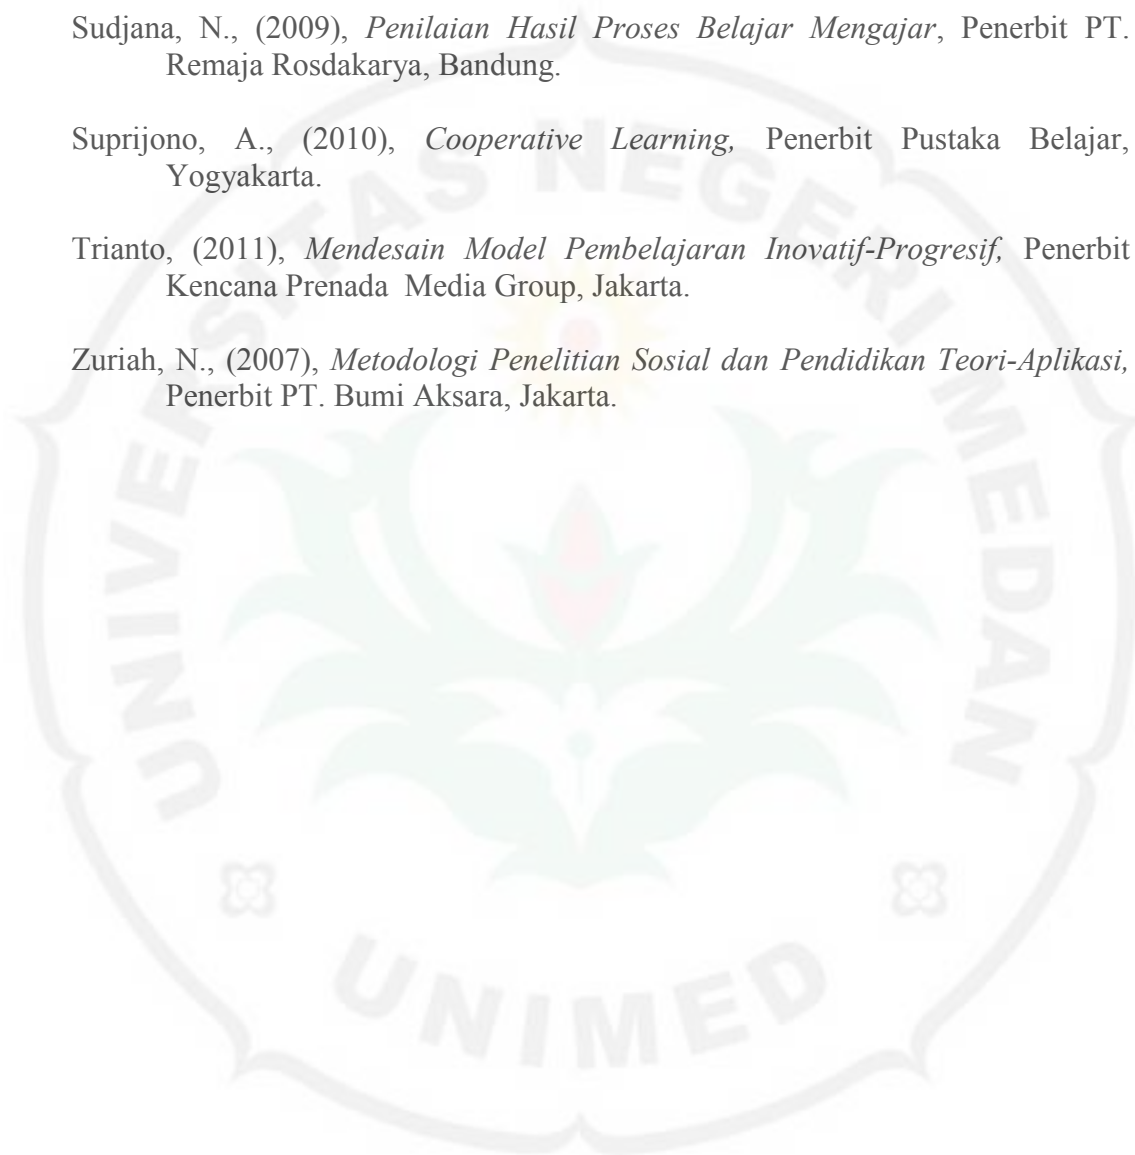 Sudjana, N., (2009), Penilaian Hasil Proses Belajar Mengajar, Penerbit PT.
Remaja Rosdakarya, Bandung.
Suprijono, A., (2010), Cooperative Learning, Penerbit Pustaka Belajar,
Yogyakarta.
Trianto, (2011), Mendesain Model Pembelajaran Inovatif-Progresif, Penerbit
Kencana Prenada Media Group, Jakarta.
Zuriah, N., (2007), Metodologi Penelitian Sosial dan Pendidikan Teori-Aplikasi,
Penerbit PT. Bumi Aksara, Jakarta.
UNIVERSITAS NEGERI MEDAN
UNIMED